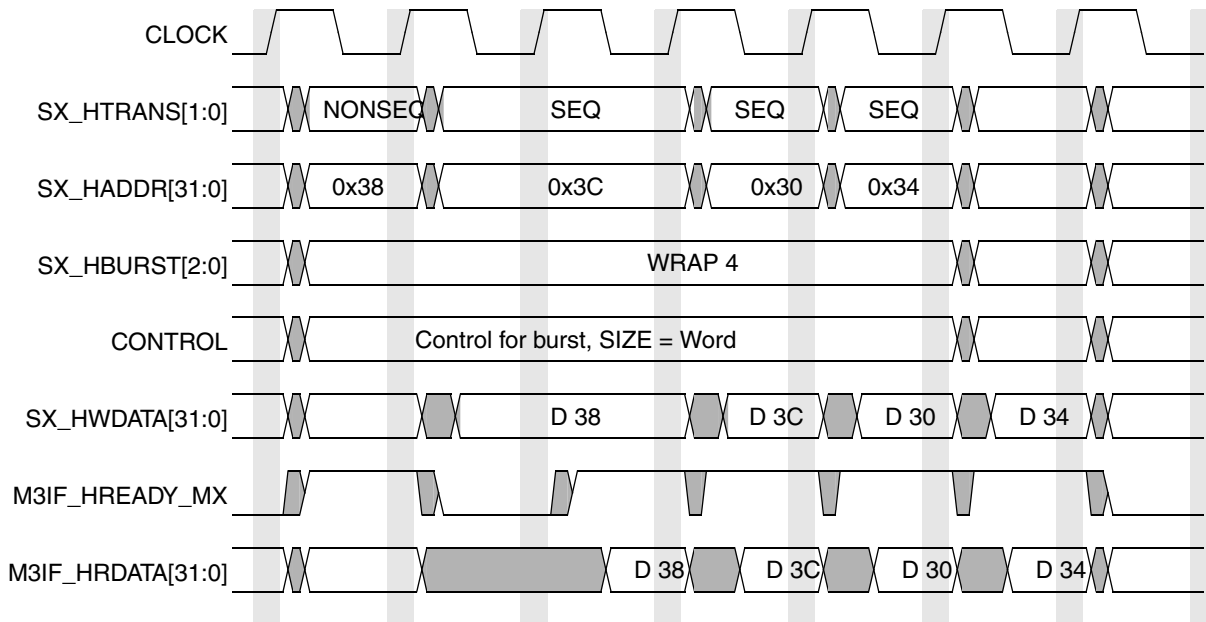 CLOCK
SX_HTRANS[1:0] NONSEQ SEQ SEQ SEQ
SX_HADDR[31:0] 0x38 0x3C 0x30 0x34
SX_HBURST[2:0] WRAP 4
CONTROL Control for burst, SIZE = Word
SX_HWDATA[31:0] D 38 D 3C D 30 D 34
M3IF_HREADY_MX
M3IF_HRDATA[31:0] D 38 D 3C D 30 D 34